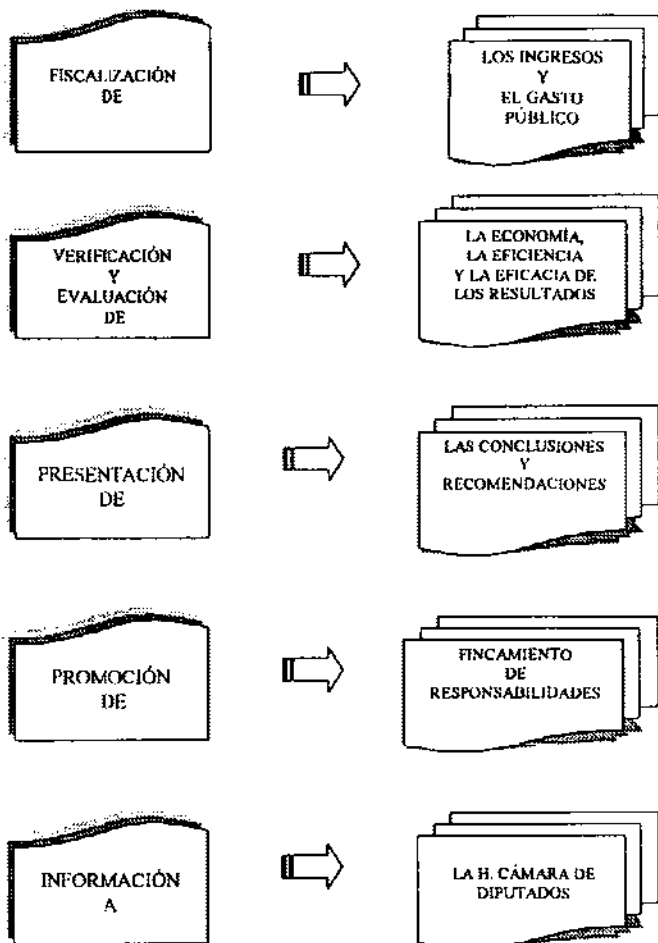 FISCALIZACIÓN
DE
LOS INGRESOS
Y
EL GASTO
PÚBLICO
VERIFICACIÓN
Y
EVALUACIÓN
DE
LA ECONOMÍA,
LA EFICIENCIA
Y LA EFICACIA DE
LOS RESULTADOS
PRESENTACIÓN
DE
LAS CONCLUSIONES
Y
RECOMENDACIONES
PROMOCIÓN
DE
FINCAMIENTO
DE
RESPONSABILIDADES
INFORMACIÓN
A
LA H. CÁMARA DE
DIPUTADOS